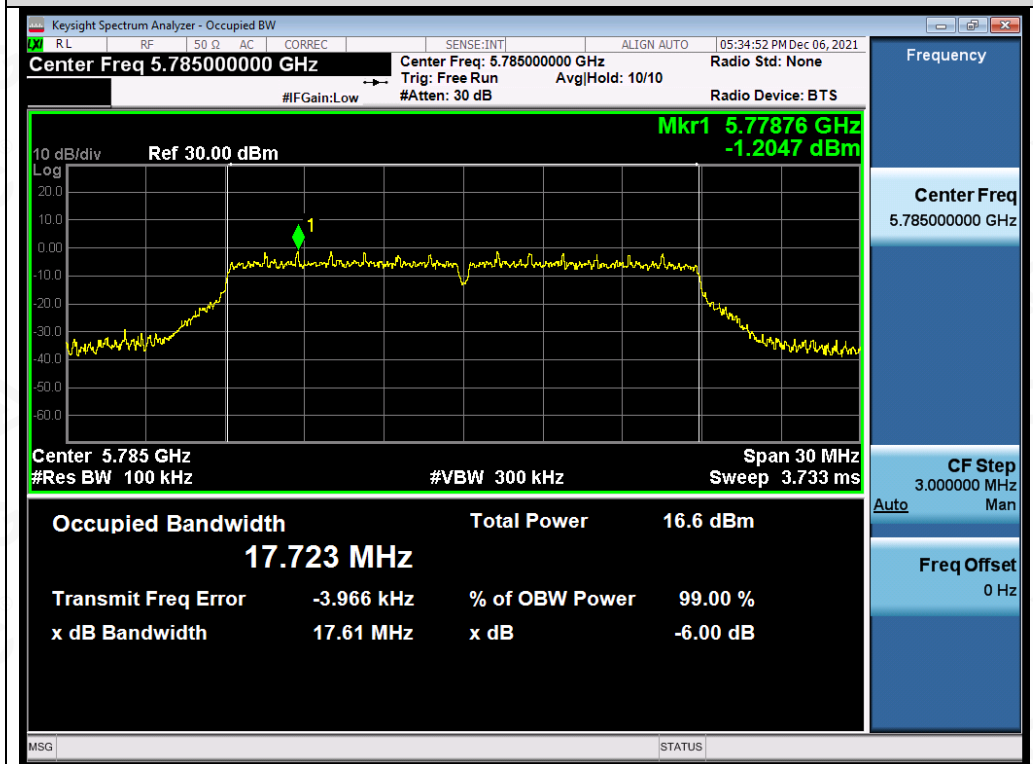 Keysight Spectrum Analyzer - Occupied BW
LXI RL RF 50 Ω AC CORREC SENSE:INT ALIGN AUTO 05:34:52 PM Dec 06, 2021
Center Freq 5.785000000 GHz
Center Freq: 5.785000000 GHz
Radio Std: None
Trig: Free Run Avg|Hold: 10/10
#IFGain:Low
#Atten: 30 dB
Radio Device: BTS
Mkr1 5.77876 GHz
-1.2047 dBm
10 dB/div Ref 30.00 dBm
Log
20.0
10.0
1
0.00
-10.0
-20.0
-30.0
-40.0
-50.0
-60.0
Center 5.785 GHz
Span 30 MHz
#Res BW 100 kHz
#VBW 300 kHz
Sweep 3.733 ms
Occupied Bandwidth
Total Power 16.6 dBm
17.723 MHz
Transmit Freq Error -3.966 kHz
% of OBW Power 99.00 %
x dB Bandwidth 17.61 MHz
x dB -6.00 dB
MSG
STATUS
Frequency
Center Freq
5.785000000 GHz
CF Step
3.000000 MHz
Auto Man
Freq Offset
0 Hz